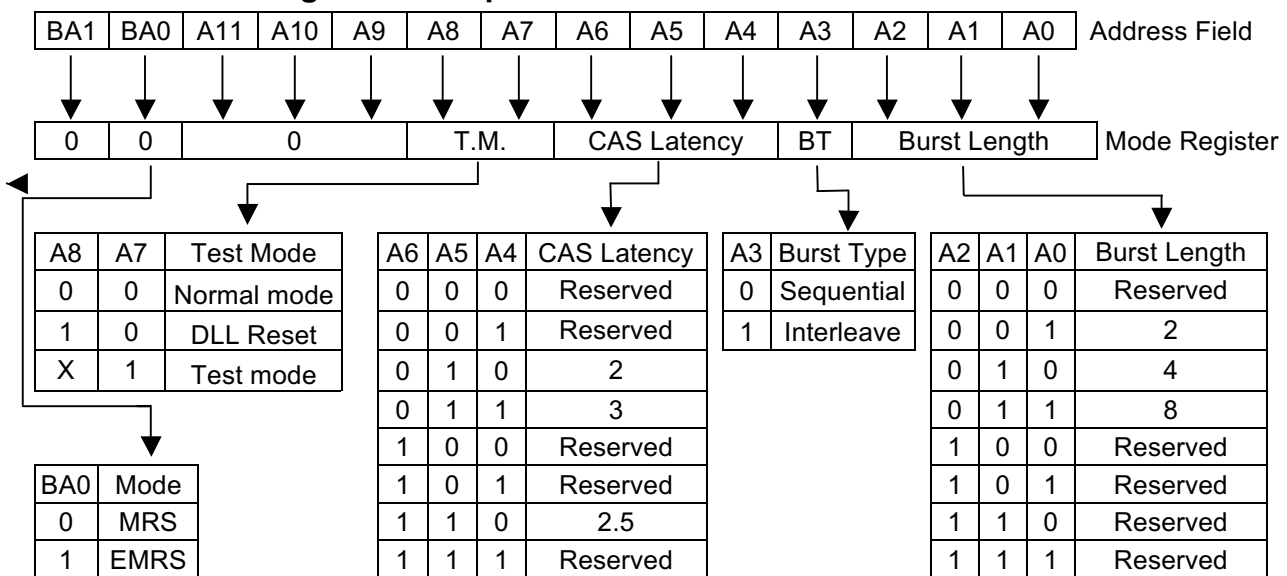 BA1 BA0 A11 A10 A9 A8 A7 A6 A5 A4 A3 A2 A1 A0 Address Field
0 0 0 T.M. CAS Latency BT Burst Length Mode Register
A8 A7 Test Mode
0 0 Normal mode
1 0 DLL Reset
X 1 Test mode
BA0 Mode
0 MRS
1 EMRS
A6 A5 A4 CAS Latency
0 0 0 Reserved
0 0 1 Reserved
0 1 0 2
0 1 1 3
1 0 0 Reserved
1 0 1 Reserved
1 1 0 2.5
1 1 1 Reserved
A3 Burst Type
0 Sequential
1 Interleave
A2 A1 A0 Burst Length
0 0 0 Reserved
0 0 1 2
0 1 0 4
0 1 1 8
1 0 0 Reserved
1 0 1 Reserved
1 1 0 Reserved
1 1 1 Reserved